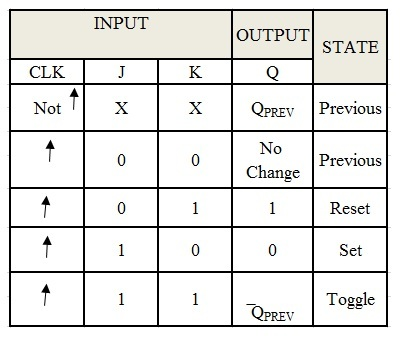 INPUT OUTPUT STATE
CLK J K Q
Not ↑ X X QPREV Previous
↑ 0 0 No Change Previous
↑ 0 1 1 Reset
↑ 1 0 0 Set
↑ 1 1 ‾QPREV Toggle